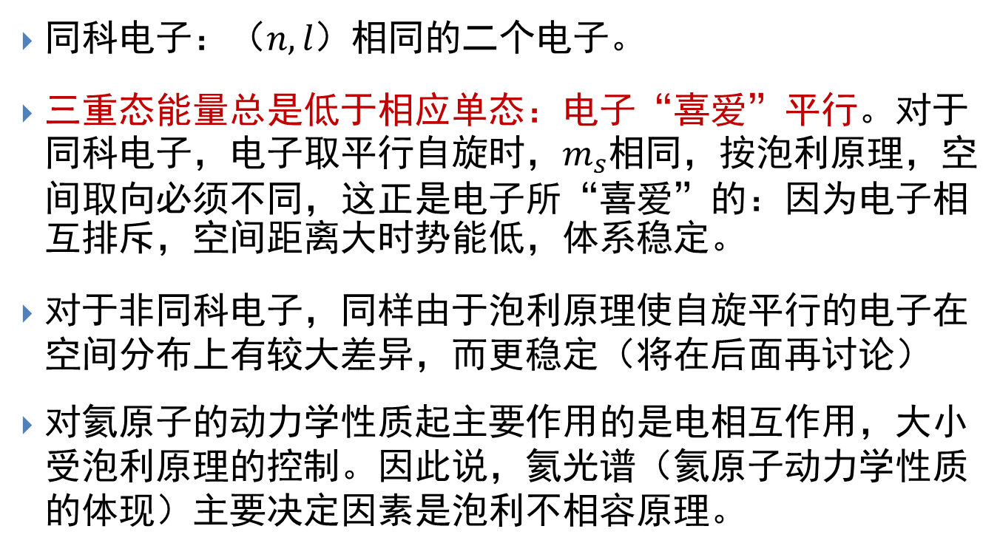 同科电子：（n, l）相同的二个电子。
三重态能量总是低于相应单态：电子“喜爱”平行。对于
同科电子，电子取平行自旋时，mₛ相同，按泡利原理，空
间取向必须不同，这正是电子所“喜爱”的：因为电子相
互排斥，空间距离大时势能低，体系稳定。
对于非同科电子，同样由于泡利原理使自旋平行的电子在
空间分布上有较大差异，而更稳定（将在后面再讨论）
对氦原子的动力学性质起主要作用的是电相互作用，大小
受泡利原理的控制。因此说，氦光谱（氦原子动力学性质
的体现）主要决定因素是泡利不相容原理。